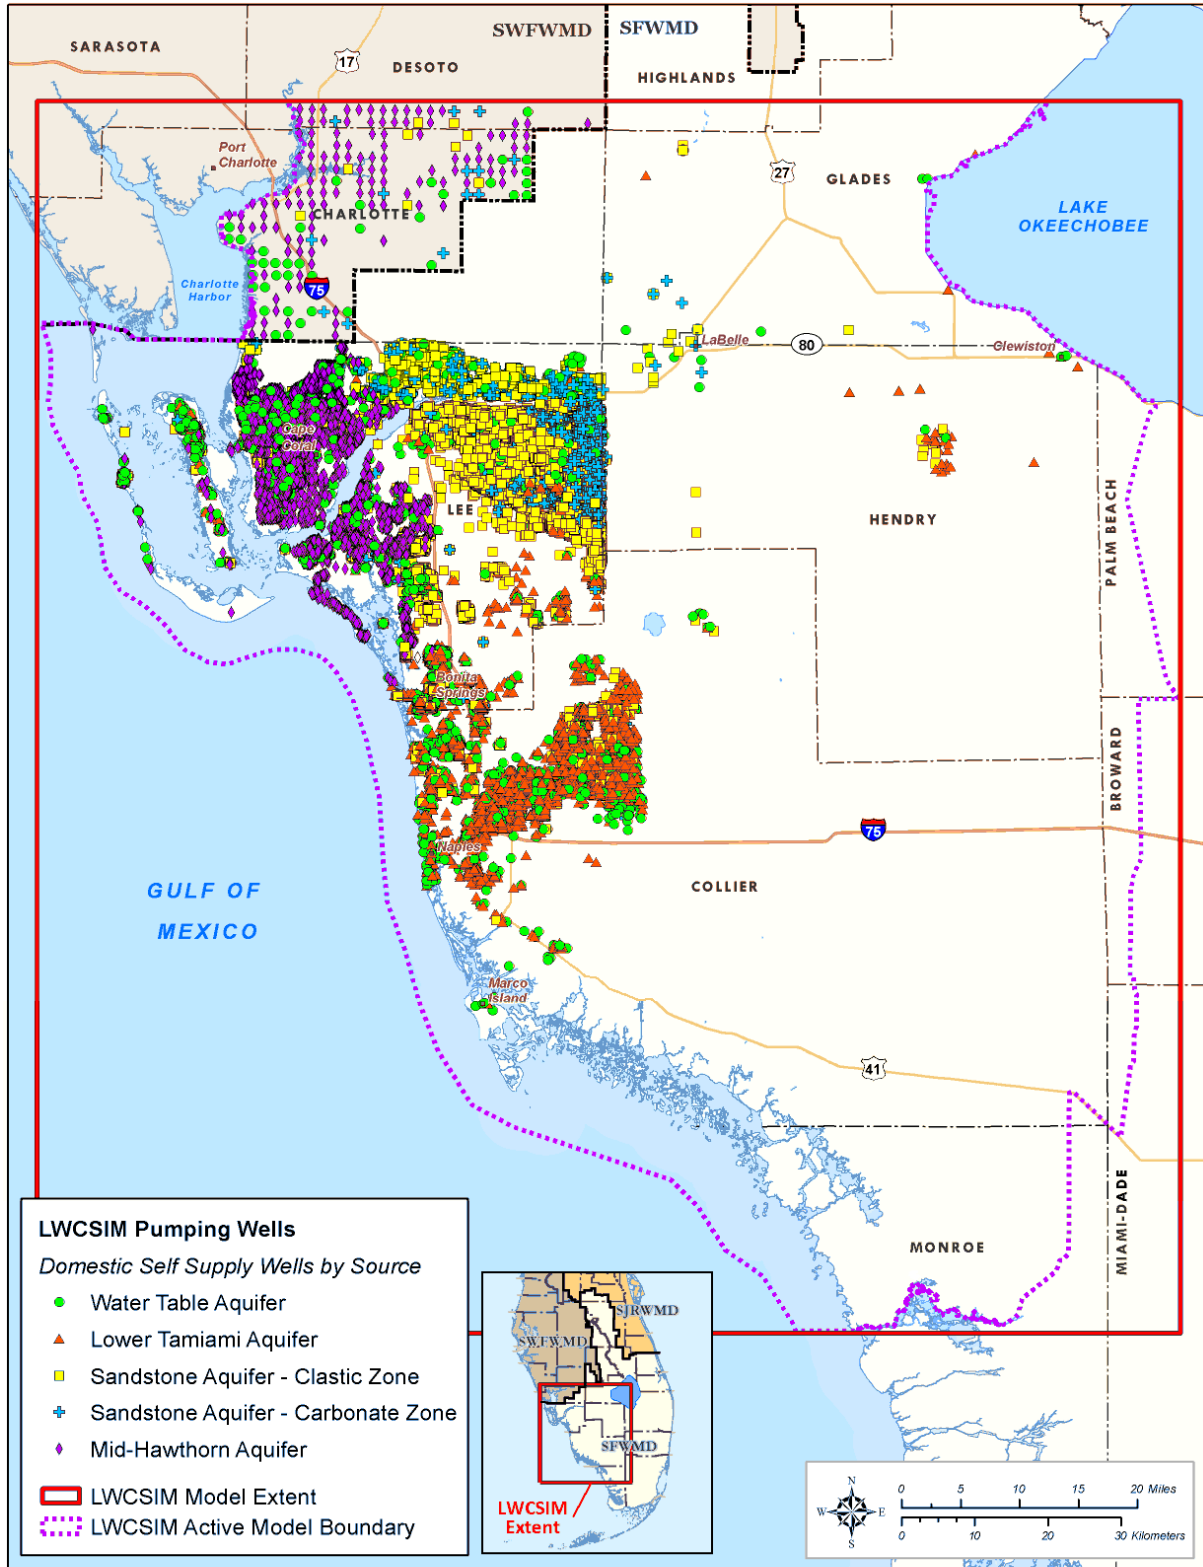 SWFWMD
SFWMD
SARASOTA
17
DESOTO
HIGHLANDS
Port
Charlotte
27
GLADES
CHARLOTTE
LAKE
OKEECHOBEE
Charlotte
Harbor
75
LaBelle
80
Clewiston
Cape
Coral
LEE
HENDRY
PALM BEACH
Bonita
Springs
BROWARD
75
Naples
COLLIER
GULF OF
MEXICO
Marco
Island
41
MIAMI-DADE
MONROE
LWCSIM Pumping Wells
Domestic Self Supply Wells by Source
Water Table Aquifer
Lower Tamiami Aquifer
Sandstone Aquifer - Clastic Zone
Sandstone Aquifer - Carbonate Zone
Mid-Hawthorn Aquifer
LWCSIM Model Extent
LWCSIM Active Model Boundary
SJRWMD
SWFWMD
SFWMD
LWCSIM
Extent
N
W
E
S
0 5 10 15 20 Miles
0 10 20 30 Kilometers